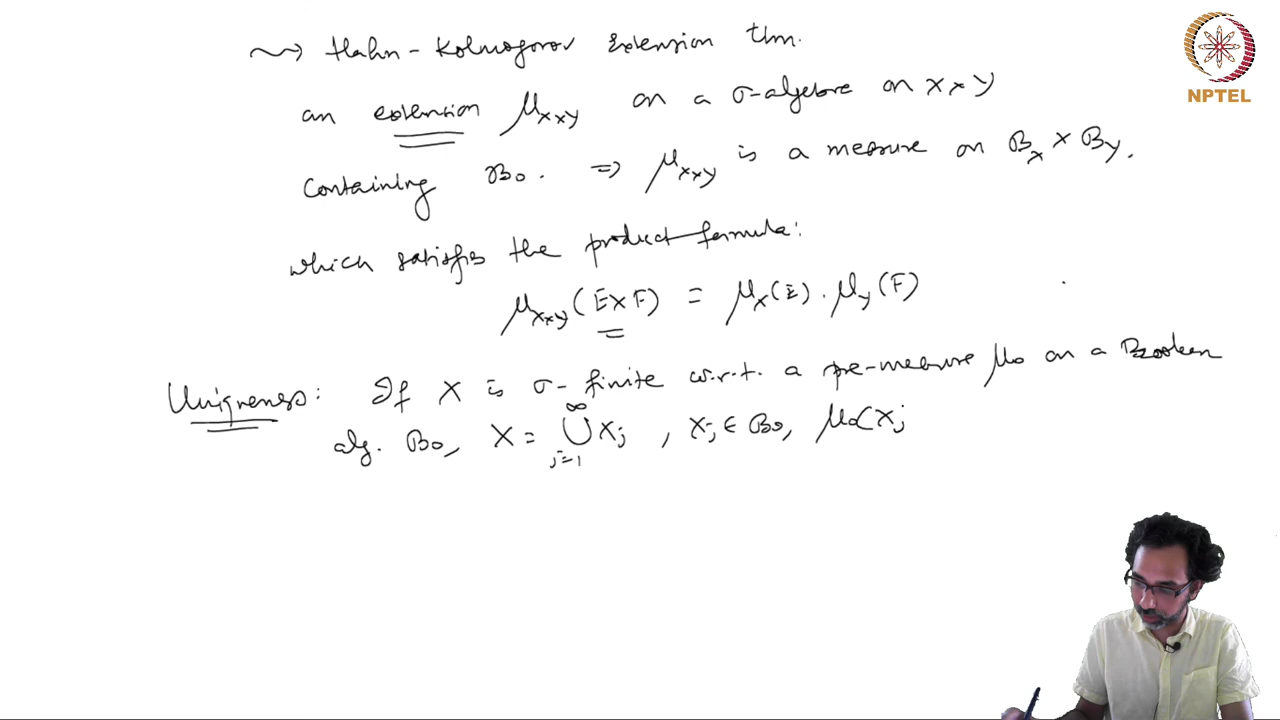 ⇝ Hahn-Kolmogorov Extension thm.
NPTEL
an extension μ_{X×Y} on a σ-algebra on X×Y
containing B₀. ⇒ μ_{X×Y} is a measure on B_X × B_Y.
which satisfies the product formula:
μ_{X×Y}(E×F) = μ_X(E) . μ_Y(F)
Uniqueness: If X is σ-finite w.r.t. a pre-measure μ₀ on a Boolean
alg. B₀, X = ⋃_{j=1}^{∞} X_j , X_j ∈ B₀, μ₀(X_j